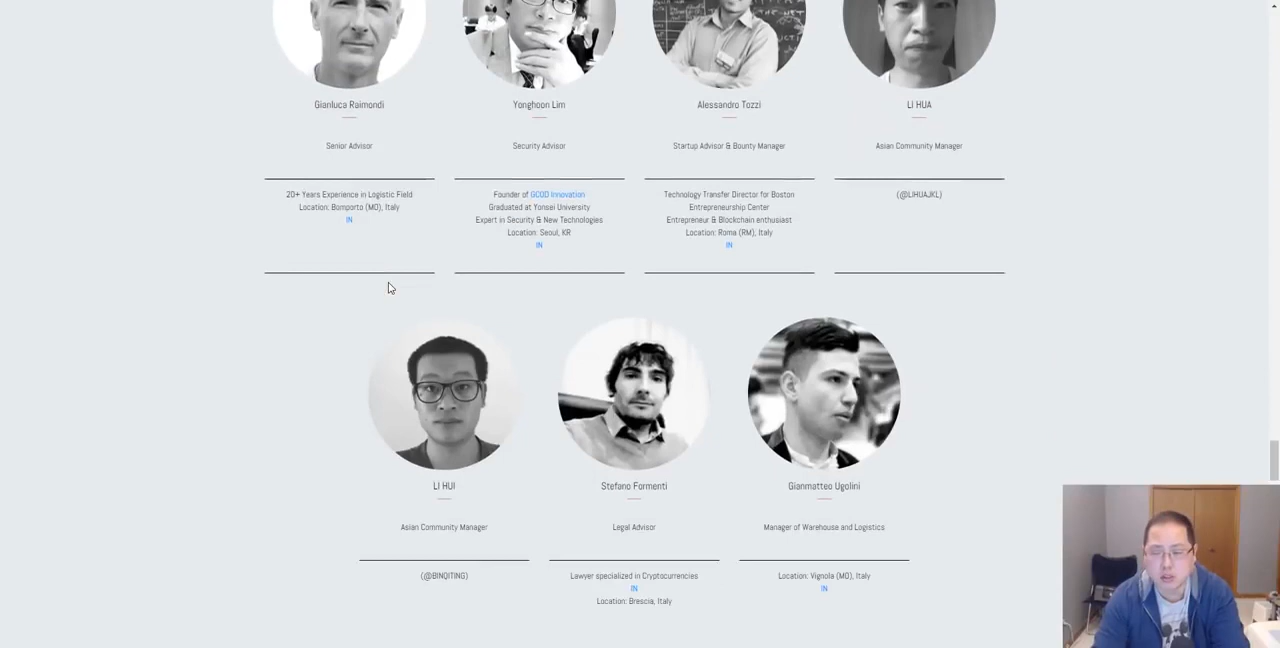 Gianluca Raimondi
Senior Advisor
20+ Years Experience in Logistic Field
Location: Bomporto (MO), Italy
IN
Yonghoon Lim
Security Advisor
Founder of GCOD Innovation
Graduated at Yonsei University
Expert in Security & New Technologies
Location: Seoul, KR
IN
Alessandro Tozzi
Startup Advisor & Bounty Manager
Technology Transfer Director for Boston
Entrepreneurship Center
Entrepreneur & Blockchain enthusiast
Location: Roma (RM), Italy
IN
LI HUA
Asian Community Manager
(@LIHUAJKL)
LI HUI
Asian Community Manager
(@BINQITING)
Stefano Formenti
Legal Advisor
Lawyer specialized in Cryptocurrencies
IN
Location: Brescia, Italy
Gianmatteo Ugolini
Manager of Warehouse and Logistics
Location: Vignola (MO), Italy
IN